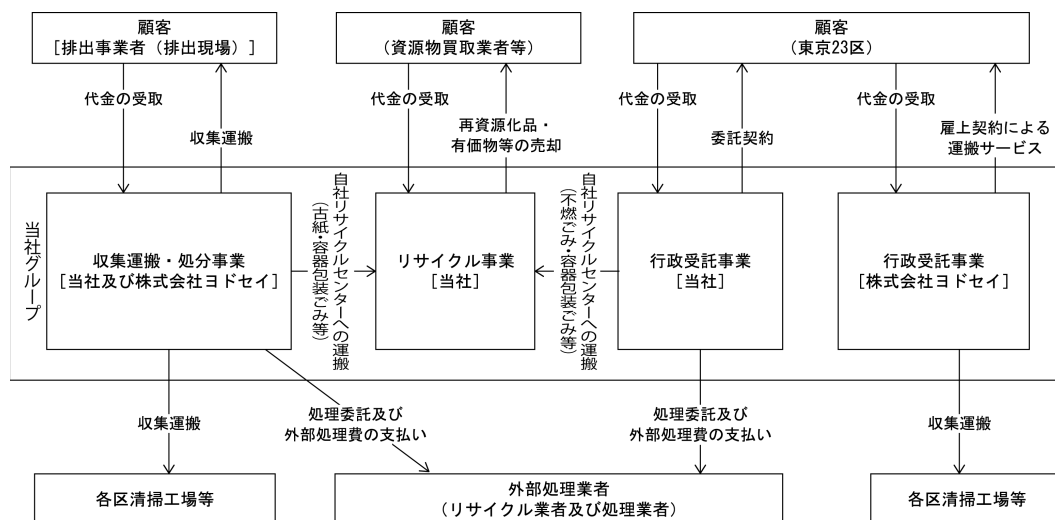 顧客
[排出事業者（排出現場）]
顧客
（資源物買取業者等）
顧客
（東京23区）
代金の受取
収集運搬
代金の受取
再資源化品・
有価物等の売却
代金の受取
委託契約
代金の受取
雇上契約による
運搬サービス
当社グループ
収集運搬・処分事業
[当社及び株式会社ヨドセイ]
自社リサイクルセンターへの運搬
（古紙・容器包装ごみ等）
リサイクル事業
[当社]
自社リサイクルセンターへの運搬
（不燃ごみ・容器包装ごみ等）
行政受託事業
[当社]
行政受託事業
[株式会社ヨドセイ]
収集運搬
処理委託及び
外部処理費の支払い
処理委託及び
外部処理費の支払い
収集運搬
各区清掃工場等
外部処理業者
（リサイクル業者及び処理業者）
各区清掃工場等